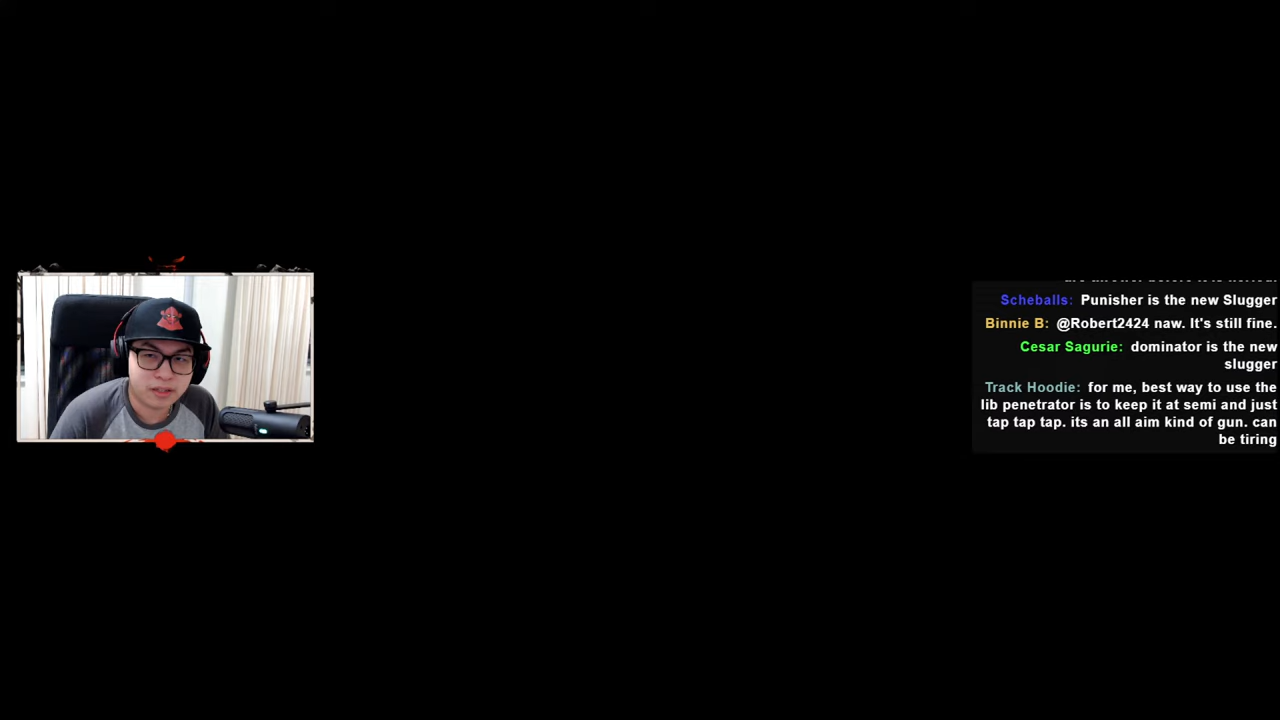 Scheballs: Punisher is the new Slugger
Binnie B: @Robert2424 naw. It's still fine.
Cesar Sagurie: dominator is the new
slugger
Track Hoodie: for me, best way to use the
lib penetrator is to keep it at semi and just
tap tap tap. its an all aim kind of gun. can
be tiring